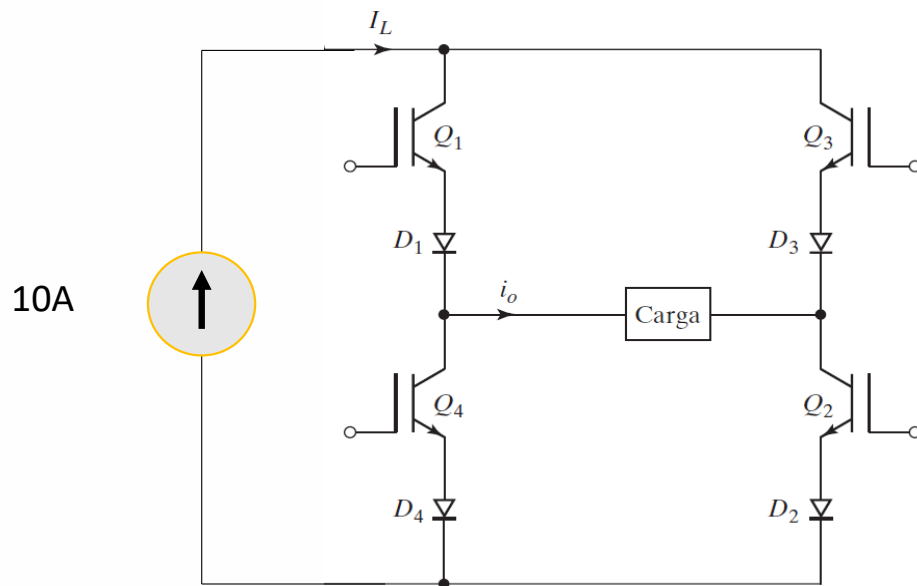 I_L
Q_1
Q_3
D_1
D_3
10A
i_o
Carga
Q_4
Q_2
D_4
D_2